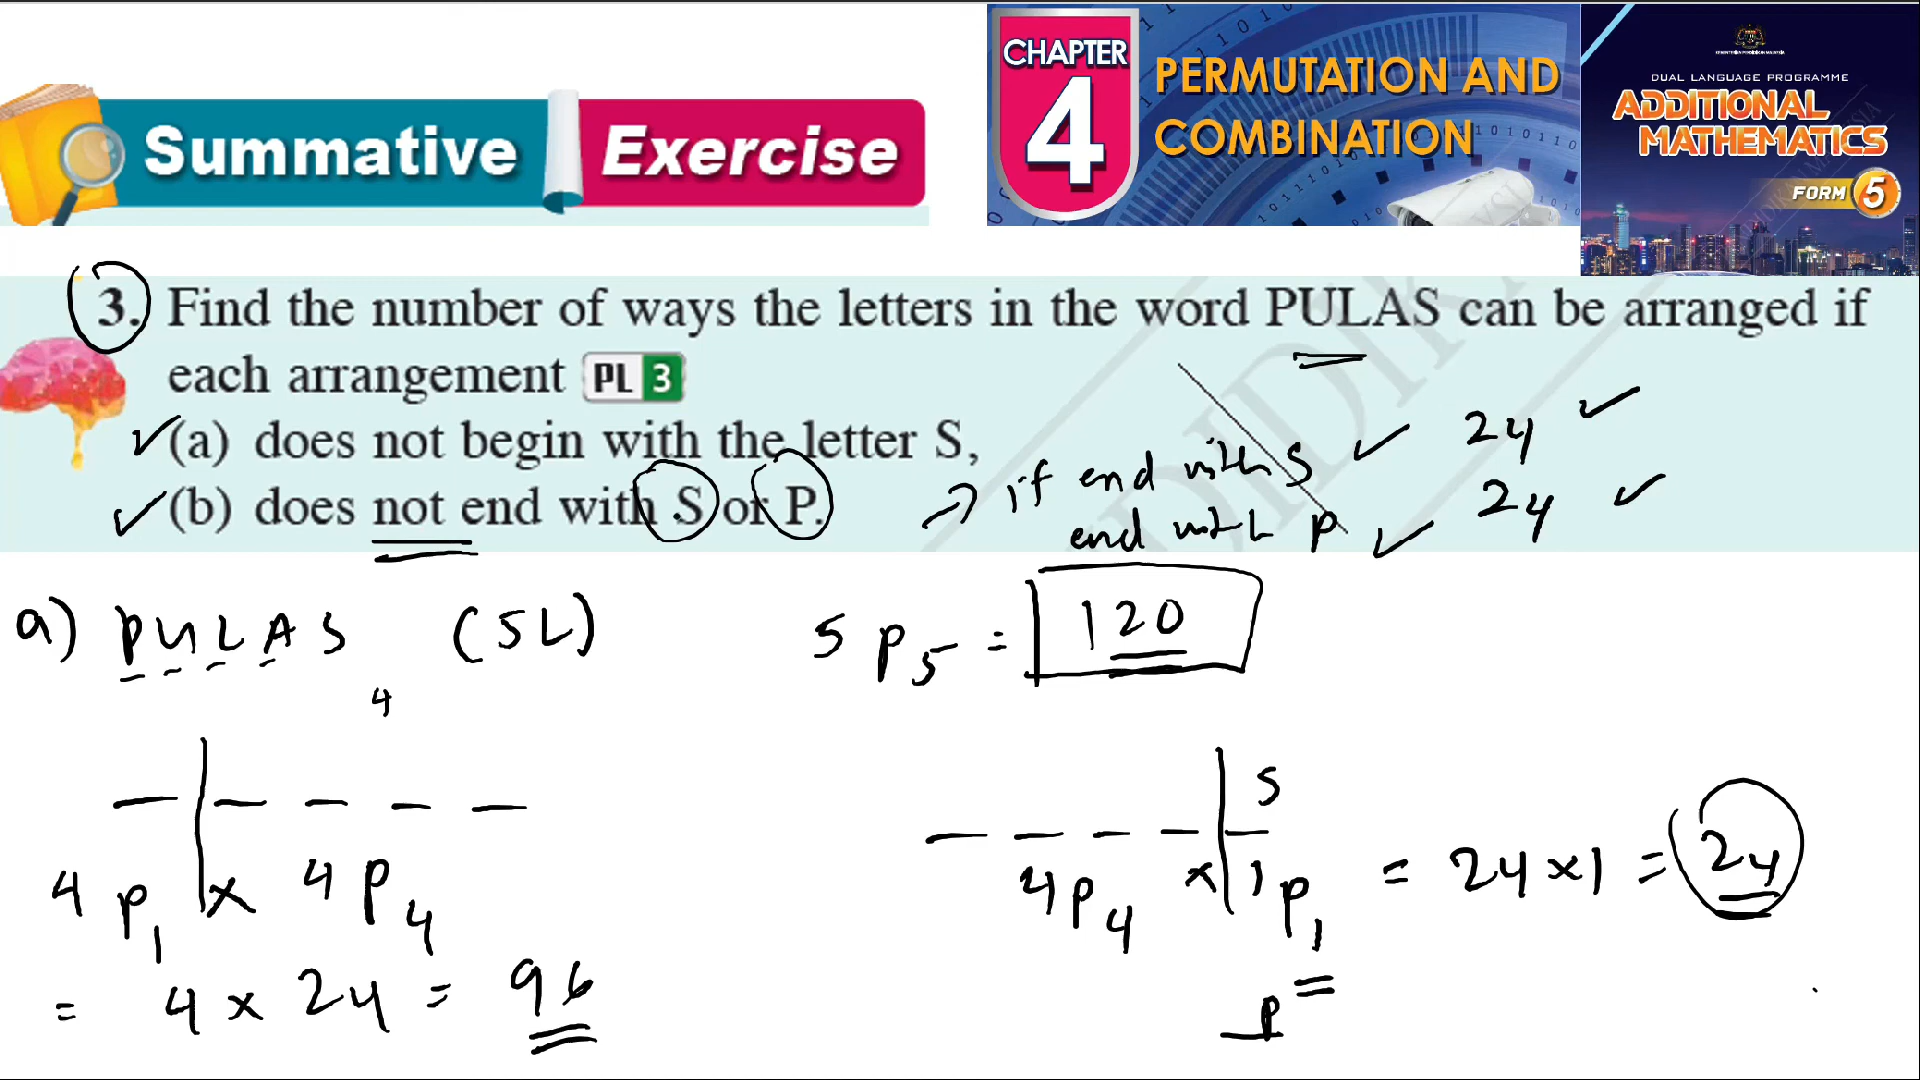 CHAPTER
4
PERMUTATION AND
COMBINATION
DUAL LANGUAGE PROGRAMME
ADDITIONAL
MATHEMATICS
FORM 5
Summative Exercise
3. Find the number of ways the letters in the word PULAS can be arranged if
each arrangement PL 3
(a) does not begin with the letter S,
(b) does not end with S or P.
if end with S ✓ 24 ✓
end with P ✓ 24 ✓
a) PULAS (5L)
5P5 = 120
4
4P1 x 4P4
= 4 x 24 = 96
S
4P4 x 1P1 = 24 x 1 = 24
P